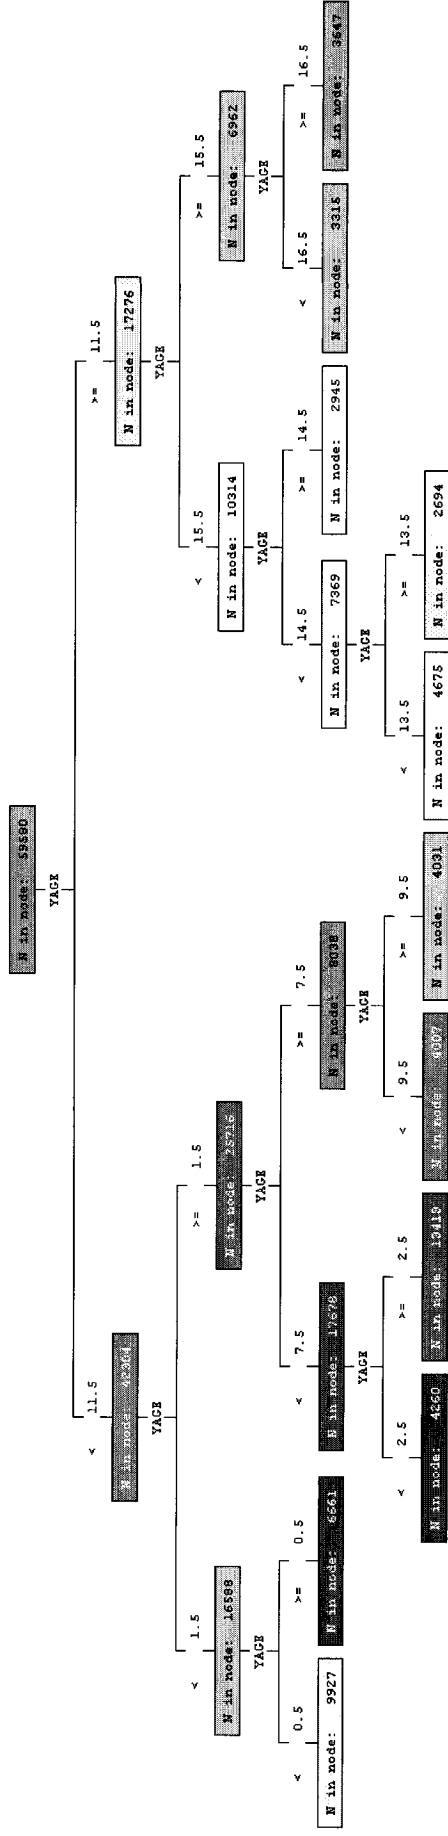 N in node: 59580
YAGE
< 11.5 >= 11.5
N in node: 42304 N in node: 17276
YAGE YAGE
< 1.5 >= 1.5 < 15.5 >= 15.5
N in node: 16588 N in node: 25716 N in node: 10314 N in node: 6962
YAGE YAGE YAGE YAGE
< 0.5 >= 0.5 < 7.5 >= 7.5 < 14.5 >= 14.5 < 16.5 >= 16.5
N in node: 9927 N in node: 6661 N in node: 17678 N in node: 8038 N in node: 7369 N in node: 2945 N in node: 3315 N in node: 3647
YAGE YAGE YAGE
< 2.5 >= 2.5 < 9.5 >= 9.5 < 13.5 >= 13.5
N in node: 4260 N in node: 13419 N in node: 4007 N in node: 4031 N in node: 4675 N in node: 2694